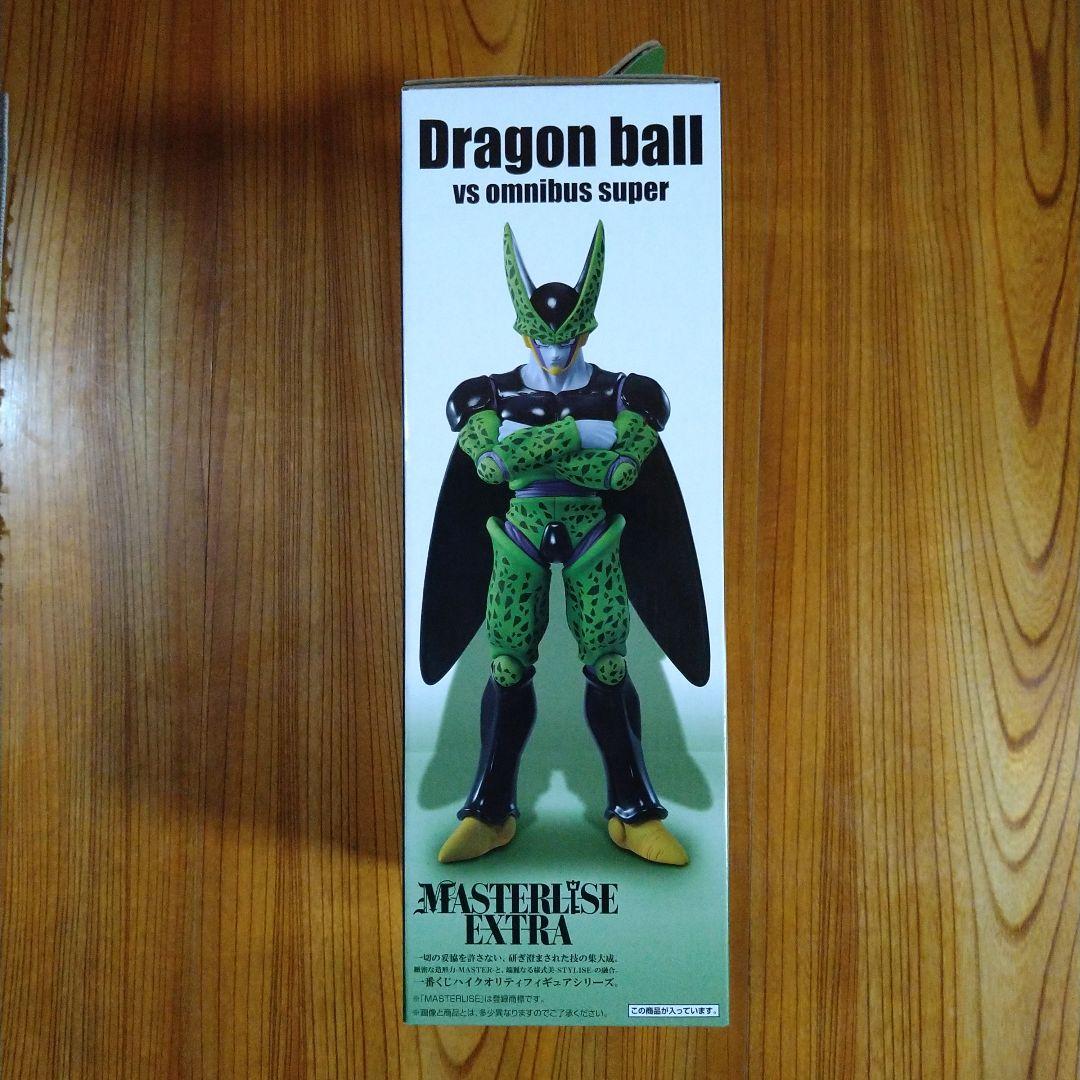 Dragon ball
vs omnibus super
MASTERLISE
EXTRA
一切の妥協を許さない、研ぎ澄まされた技の集大成。
緻密な造形力-MASTER-と、端麗なる様式美-STYLISE-の融合。
一番くじハイクオリティフィギュアシリーズ。
※「MASTERLISE」は登録商標です。
※画像と商品とは、多少異なりますのでご了承ください。
この商品が入っています。